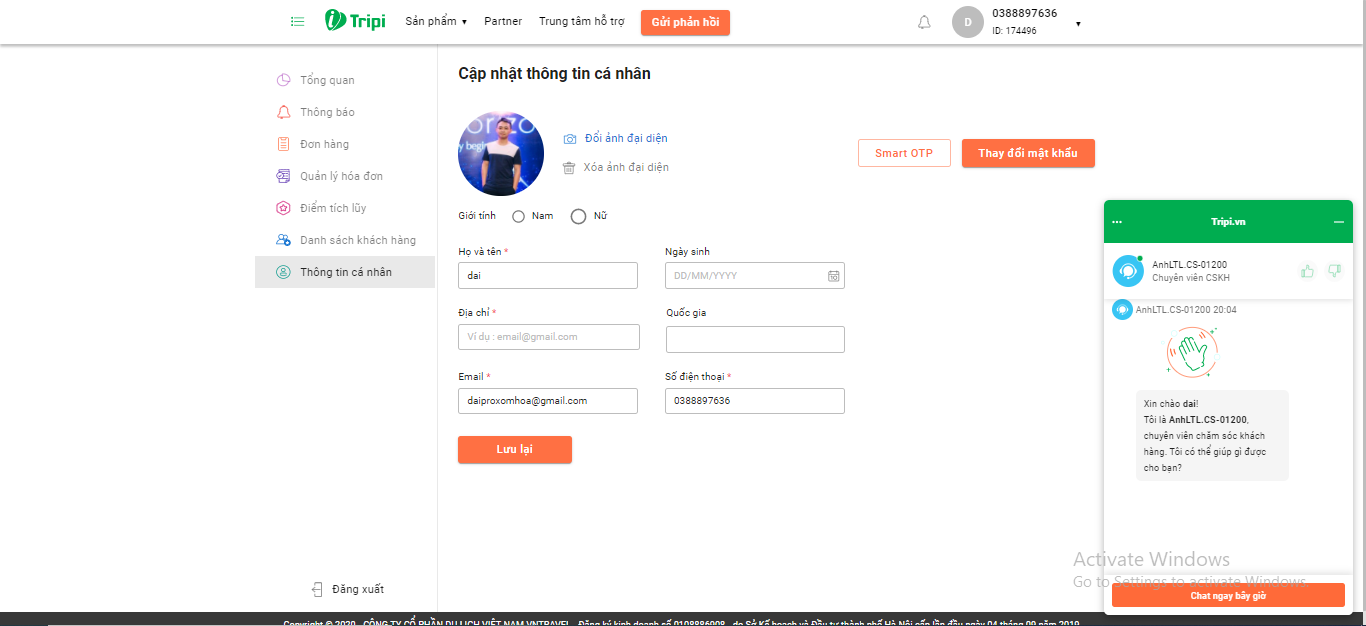 Tripi
Sản phẩm ▾
Partner
Trung tâm hỗ trợ
Gửi phản hồi
D
0388897636
ID: 174496
Tổng quan
Thông báo
Đơn hàng
Quản lý hóa đơn
Điểm tích lũy
Danh sách khách hàng
Thông tin cá nhân
Đăng xuất
Cập nhật thông tin cá nhân
Đổi ảnh đại diện
Xóa ảnh đại diện
Smart OTP
Thay đổi mật khẩu
Giới tính
Nam
Nữ
Họ và tên *
Ngày sinh
dai
DD/MM/YYYY
Địa chỉ *
Quốc gia
Ví dụ : email@gmail.com
Email *
Số điện thoại *
daiproxomhoa@gmail.com
0388897636
Lưu lại
Tripi.vn
AnhLTL.CS-01200
Chuyên viên CSKH
AnhLTL.CS-01200 20:04
Xin chào dai!
Tôi là AnhLTL.CS-01200,
chuyên viên chăm sóc khách
hàng. Tôi có thể giúp gì được
cho bạn?
Activate Windows
Go to Settings to activate Windows.
Chat ngay bây giờ
Copyright © 2020 - CÔNG TY CỔ PHẦN DU LỊCH VIỆT NAM VNTRAVEL - Đăng ký kinh doanh số 0108886908 - do Sở Kế hoạch và Đầu tư thành phố Hà Nội cấp lần đầu ngày 04 tháng 09 năm 2019